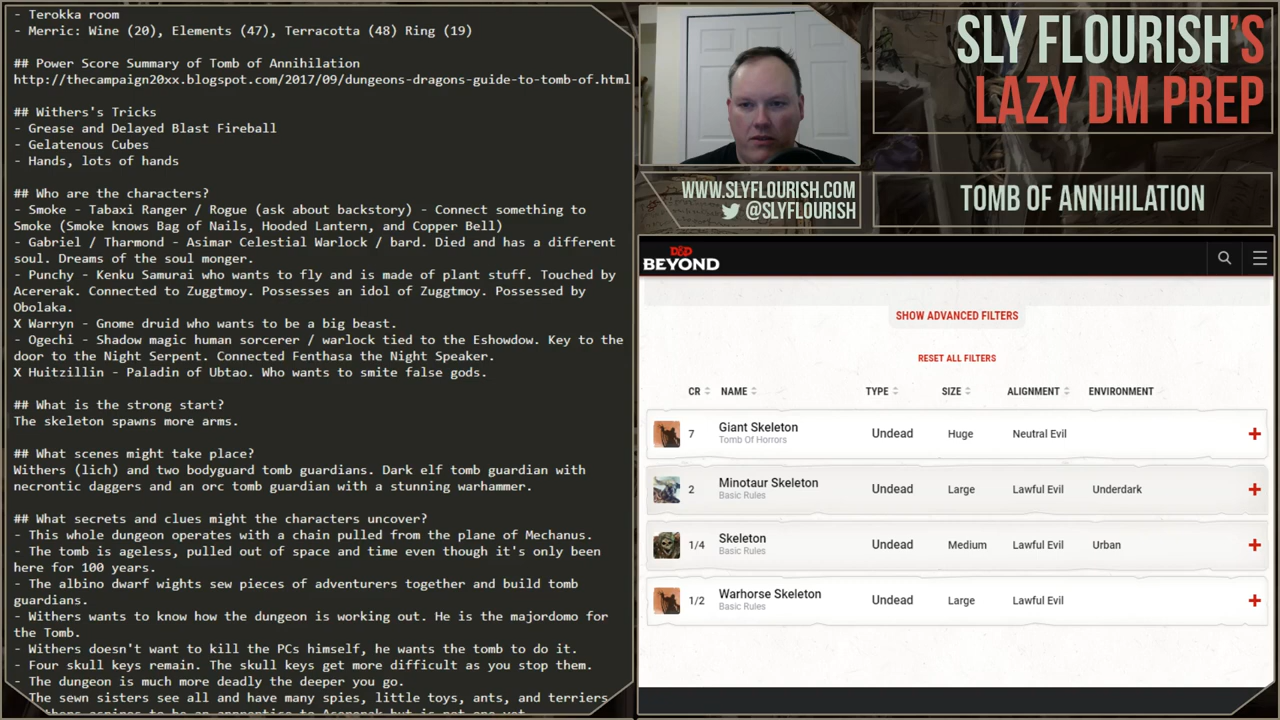 - Terokka room
- Merric: Wine (20), Elements (47), Terracotta (48) Ring (19)
## Power Score Summary of Tomb of Annihilation
http://thecampaign20xx.blogspot.com/2017/09/dungeons-dragons-guide-to-tomb-of.html
## Withers's Tricks
- Grease and Delayed Blast Fireball
- Gelatenous Cubes
- Hands, lots of hands
## Who are the characters?
- Smoke - Tabaxi Ranger / Rogue (ask about backstory) - Connect something to
Smoke (Smoke knows Bag of Nails, Hooded Lantern, and Copper Bell)
- Gabriel / Tharmond - Asimar Celestial Warlock / bard. Died and has a different
soul. Dreams of the soul monger.
- Punchy - Kenku Samurai who wants to fly and is made of plant stuff. Touched by
Acererak. Connected to Zuggtmoy. Possesses an idol of Zuggtmoy. Possessed by
Obolaka.
X Warryn - Gnome druid who wants to be a big beast.
- Ogechi - Shadow magic human sorcerer / warlock tied to the Eshowdow. Key to the
door to the Night Serpent. Connected Fenthasa the Night Speaker.
X Huitzillin - Paladin of Ubtao. Who wants to smite false gods.
## What is the strong start?
The skeleton spawns more arms.
## What scenes might take place?
Withers (lich) and two bodyguard tomb guardians. Dark elf tomb guardian with
necrontic daggers and an orc tomb guardian with a stunning warhammer.
## What secrets and clues might the characters uncover?
- This whole dungeon operates with a chain pulled from the plane of Mechanus.
- The tomb is ageless, pulled out of space and time even though it's only been
here for 100 years.
- The albino dwarf wights sew pieces of adventurers together and build tomb
guardians.
- Withers wants to know how the dungeon is working out. He is the majordomo for
the Tomb.
- Withers doesn't want to kill the PCs himself, he wants the tomb to do it.
- Four skull keys remain. The skull keys get more difficult as you stop them.
- The dungeon is much more deadly the deeper you go.
The sewn sisters see all and have many spies, little toys, ants, and terriers
SLY FLOURISH'S
LAZY DM PREP
WWW.SLYFLOURISH.COM
@SLYFLOURISH
TOMB OF ANNIHILATION
D&D
BEYOND
SHOW ADVANCED FILTERS
RESET ALL FILTERS
CR NAME TYPE SIZE ALIGNMENT ENVIRONMENT
7 Giant Skeleton Undead Huge Neutral Evil
Tomb Of Horrors
2 Minotaur Skeleton Undead Large Lawful Evil Underdark
Basic Rules
1/4 Skeleton Undead Medium Lawful Evil Urban
Basic Rules
1/2 Warhorse Skeleton Undead Large Lawful Evil
Basic Rules